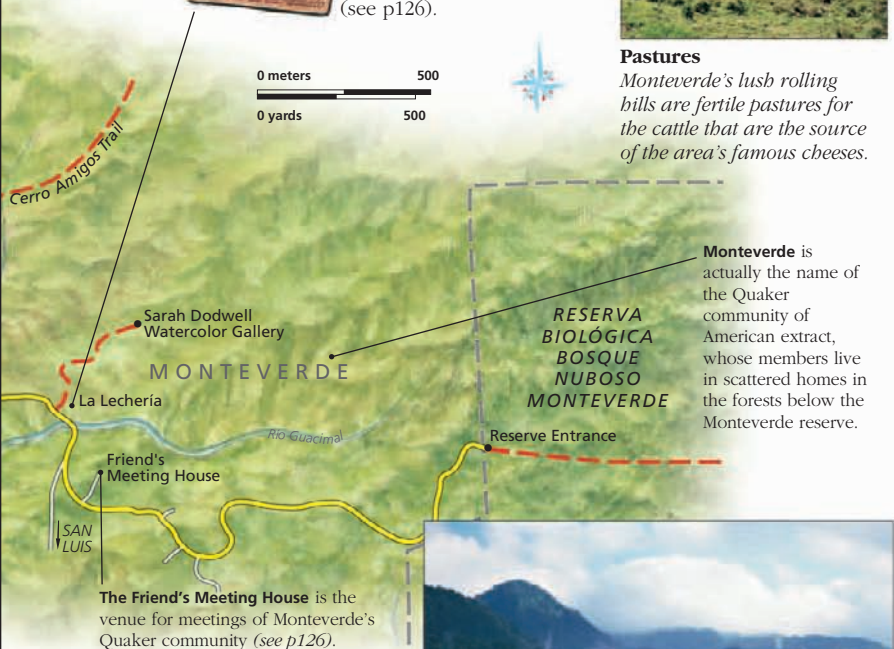 (see p126).
0 meters 500
0 yards 500
Pastures
Monteverde's lush rolling
hills are fertile pastures for
the cattle that are the source
of the area's famous cheeses.
Cerro Amigos Trail
Monteverde is
actually the name of
the Quaker
community of
American extract,
whose members live
in scattered homes in
the forests below the
Monteverde reserve.
Sarah Dodwell
Watercolor Gallery
MONTEVERDE
RESERVA
BIOLÓGICA
BOSQUE
NUBOSO
MONTEVERDE
La Lechería
Rio Guacimal
Reserve Entrance
Friend's
Meeting House
SAN
LUIS
The Friend's Meeting House is the
venue for meetings of Monteverde's
Quaker community (see p126).